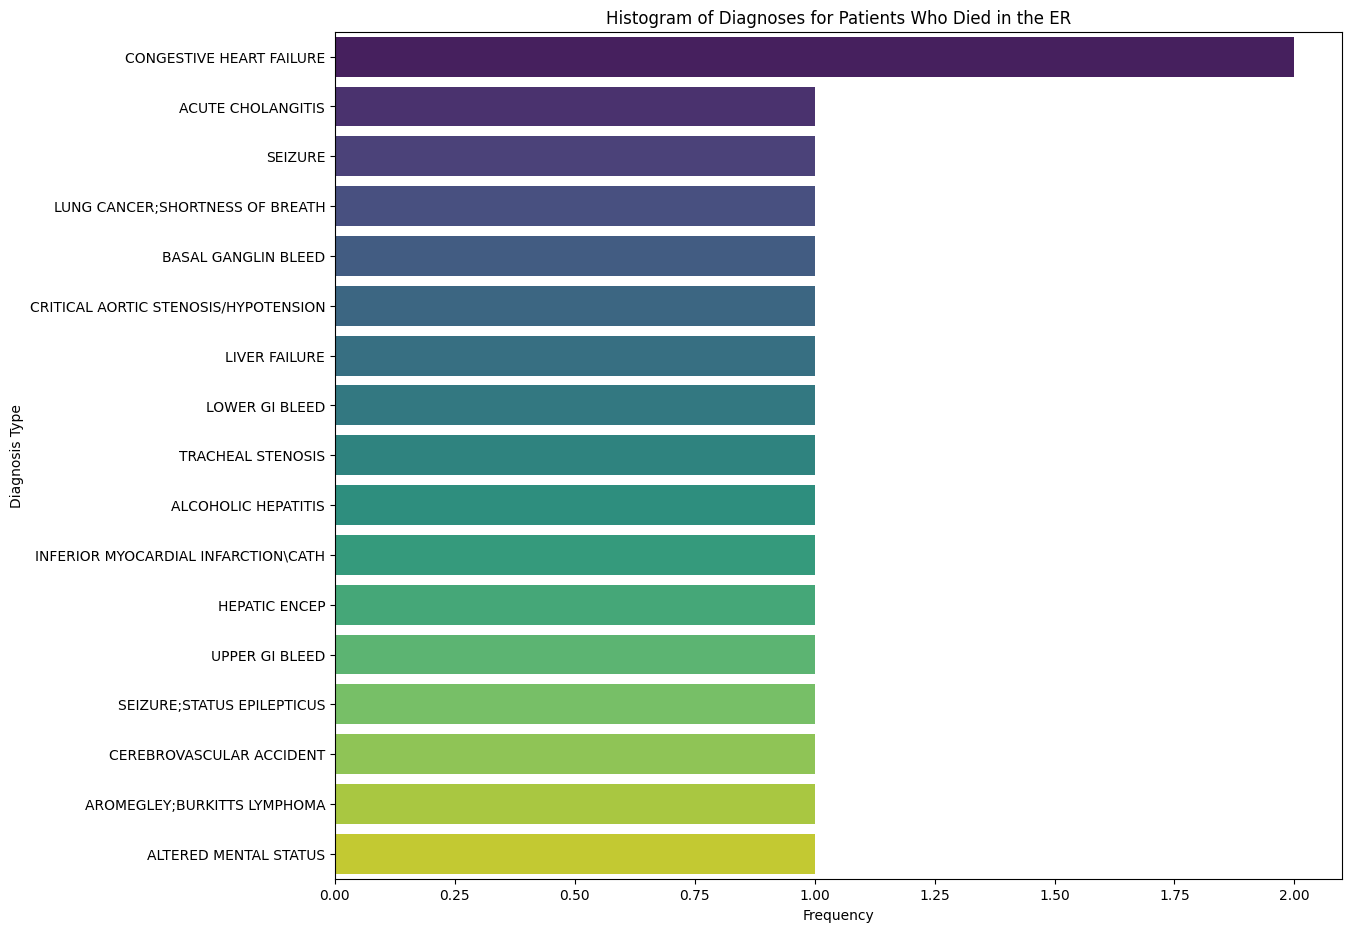 Histogram of Diagnoses for Patients Who Died in the ER
CONGESTIVE HEART FAILURE
ACUTE CHOLANGITIS
SEIZURE
LUNG CANCER;SHORTNESS OF BREATH
BASAL GANGLIN BLEED
CRITICAL AORTIC STENOSIS/HYPOTENSION
LIVER FAILURE
LOWER GI BLEED
TRACHEAL STENOSIS
ALCOHOLIC HEPATITIS
INFERIOR MYOCARDIAL INFARCTION\CATH
HEPATIC ENCEP
UPPER GI BLEED
SEIZURE;STATUS EPILEPTICUS
CEREBROVASCULAR ACCIDENT
AROMEGLEY;BURKITTS LYMPHOMA
ALTERED MENTAL STATUS
Diagnosis Type
0.00 0.25 0.50 0.75 1.00 1.25 1.50 1.75 2.00
Frequency